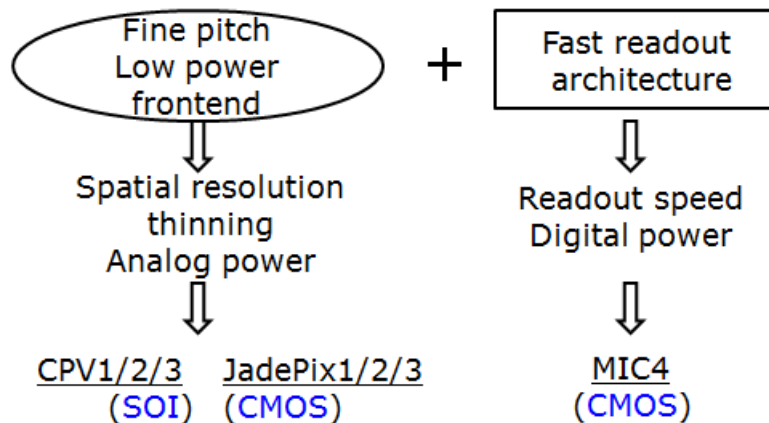 Fine pitch
Low power
frontend
+
Fast readout
architecture
Spatial resolution
thinning
Analog power
Readout speed
Digital power
CPV1/2/3 JadePix1/2/3
(SOI) (CMOS)
MIC4
(CMOS)